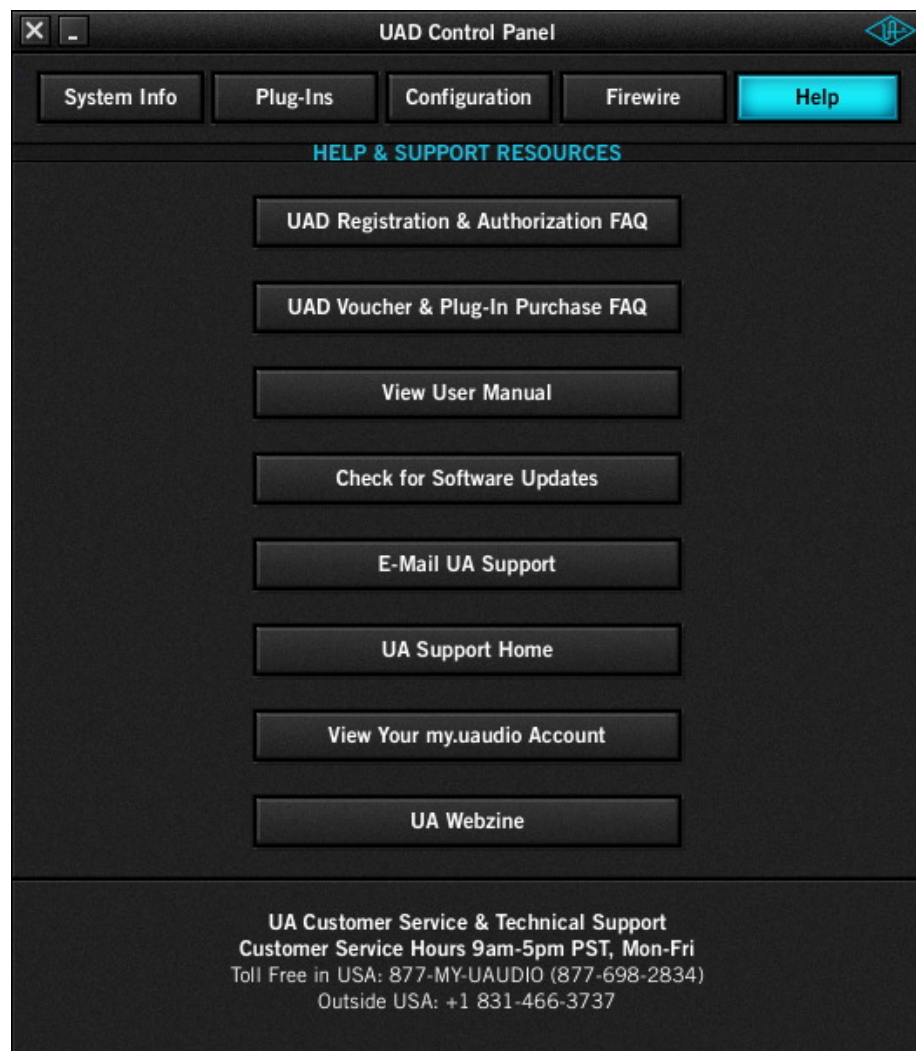 UAD Control Panel
System Info
Plug-Ins
Configuration
Firewire
Help
HELP & SUPPORT RESOURCES
UAD Registration & Authorization FAQ
UAD Voucher & Plug-In Purchase FAQ
View User Manual
Check for Software Updates
E-Mail UA Support
UA Support Home
View Your my.uaudio Account
UA Webzine
UA Customer Service & Technical Support
Customer Service Hours 9am-5pm PST, Mon-Fri
Toll Free in USA: 877-MY-UAUDIO (877-698-2834)
Outside USA: +1 831-466-3737